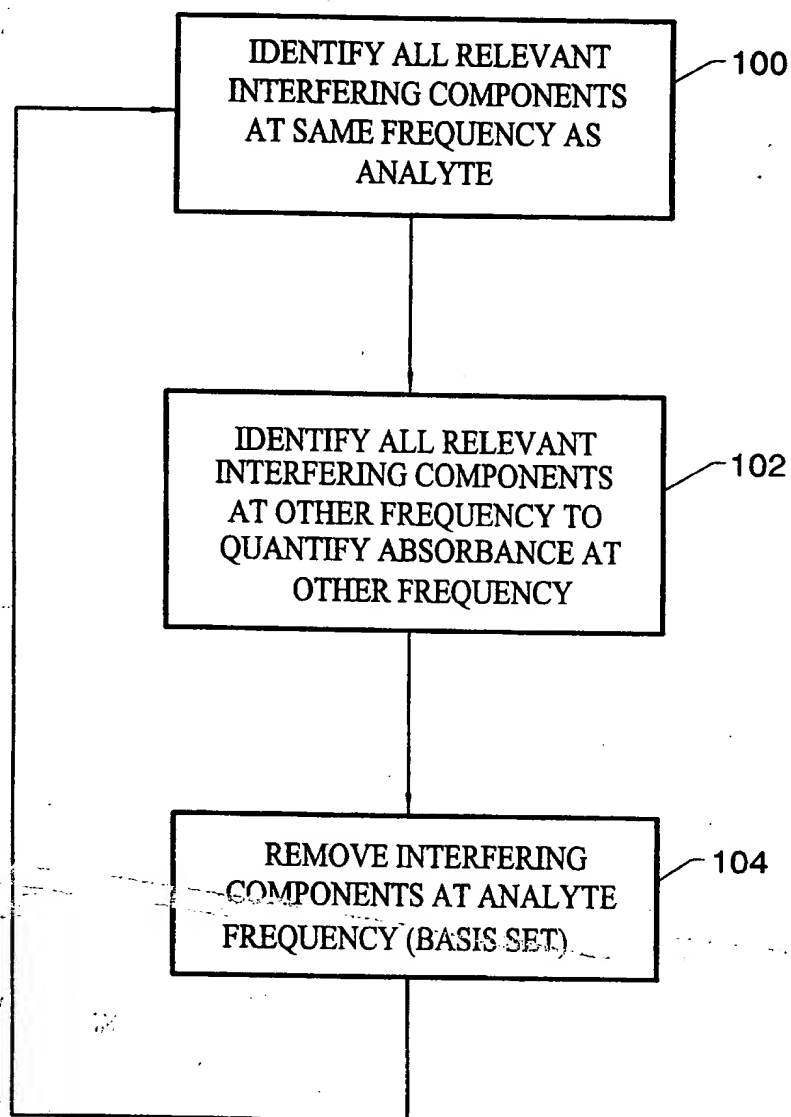 IDENTIFY ALL RELEVANT
INTERFERING COMPONENTS
AT SAME FREQUENCY AS
ANALYTE
100
IDENTIFY ALL RELEVANT
INTERFERING COMPONENTS
AT OTHER FREQUENCY TO
QUANTIFY ABSORBANCE AT
OTHER FREQUENCY
102
REMOVE INTERFERING
COMPONENTS AT ANALYTE
FREQUENCY (BASIS SET)
104